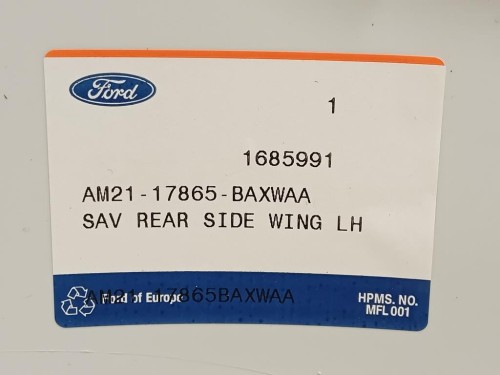 Ford
1
1685991
AM21-17865-BAXWAA
SAV REAR SIDE WING LH
AM21-17865BAXWAA
Ford of Europe
HPMS. NO.
MFL 001